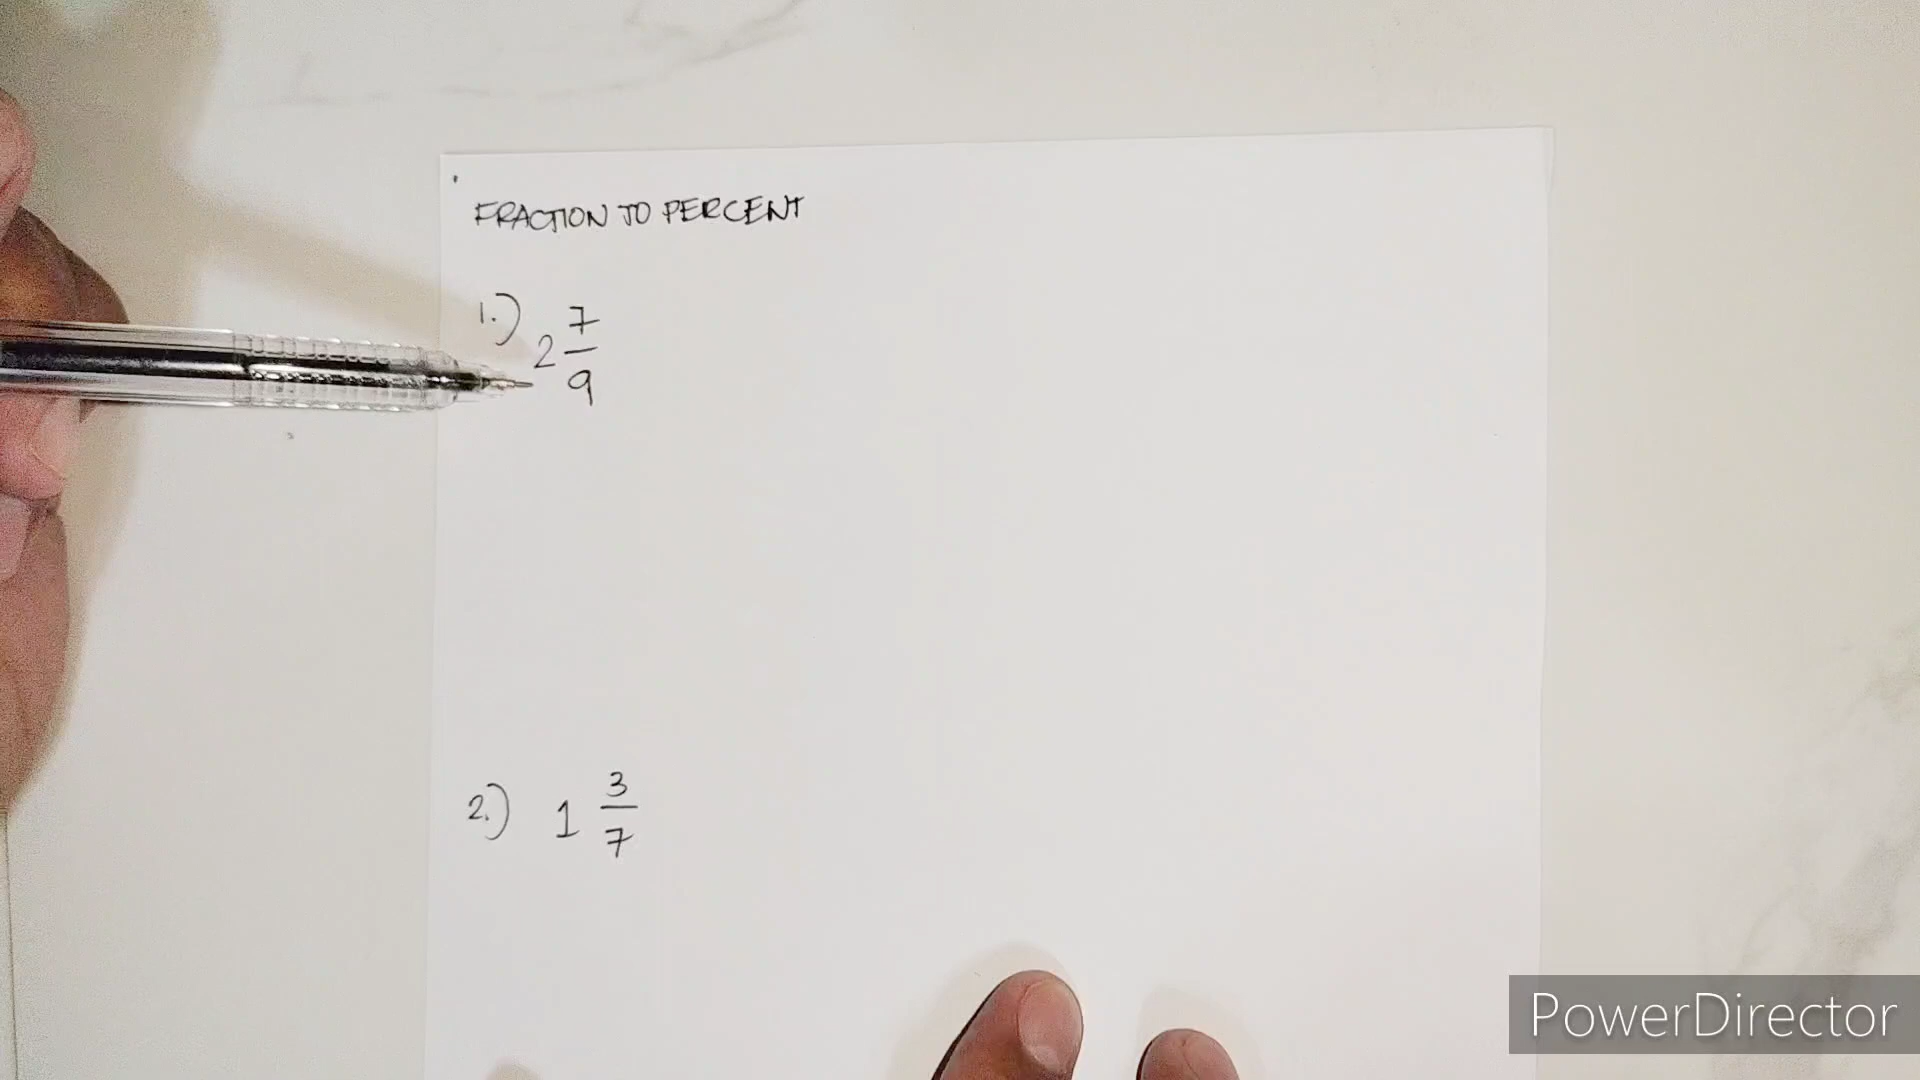 FRACTION TO PERCENT
1.) 2 7/9
2.) 1 3/7
PowerDirector